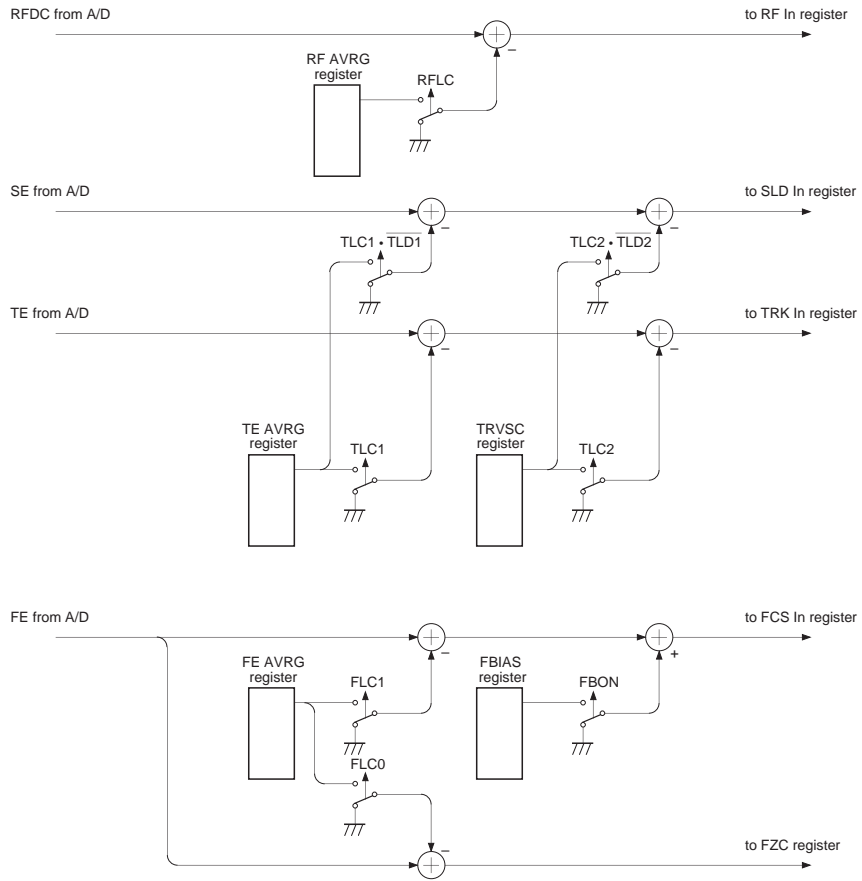 RFDC from A/D
to RF In register
RF AVRG
register
RFLC
−
SE from A/D
to SLD In register
−
−
TLC1 • T̅L̅D̅1̅
TLC2 • T̅L̅D̅2̅
TE from A/D
to TRK In register
−
−
TE AVRG
register
TLC1
TRVSC
register
TLC2
FE from A/D
to FCS In register
−
+
FE AVRG
register
FLC1
FBIAS
register
FBON
FLC0
−
to FZC register